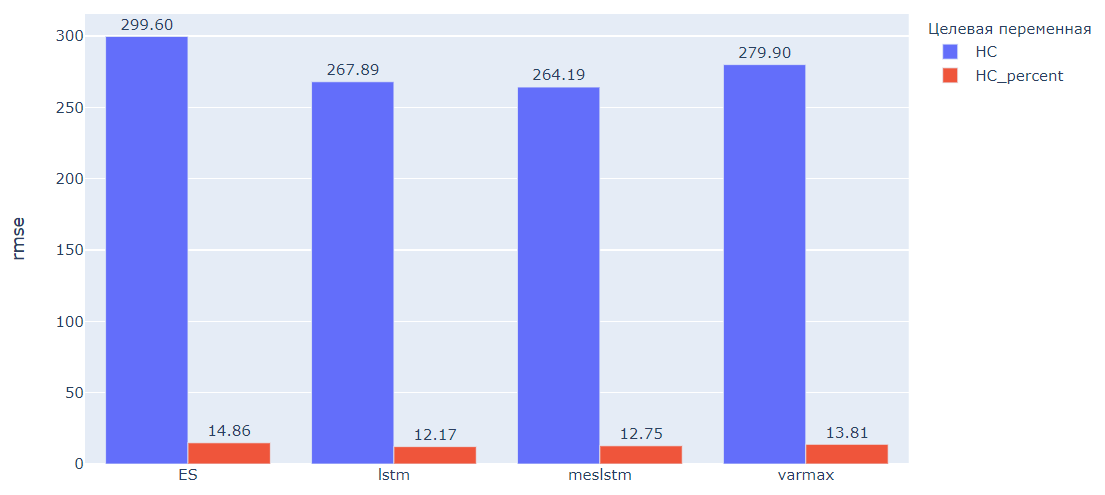 rmse
300
250
200
150
100
50
0
299.60
14.86
267.89
12.17
264.19
12.75
279.90
13.81
ES
lstm
meslstm
varmax
Целевая переменная
HC
HC_percent